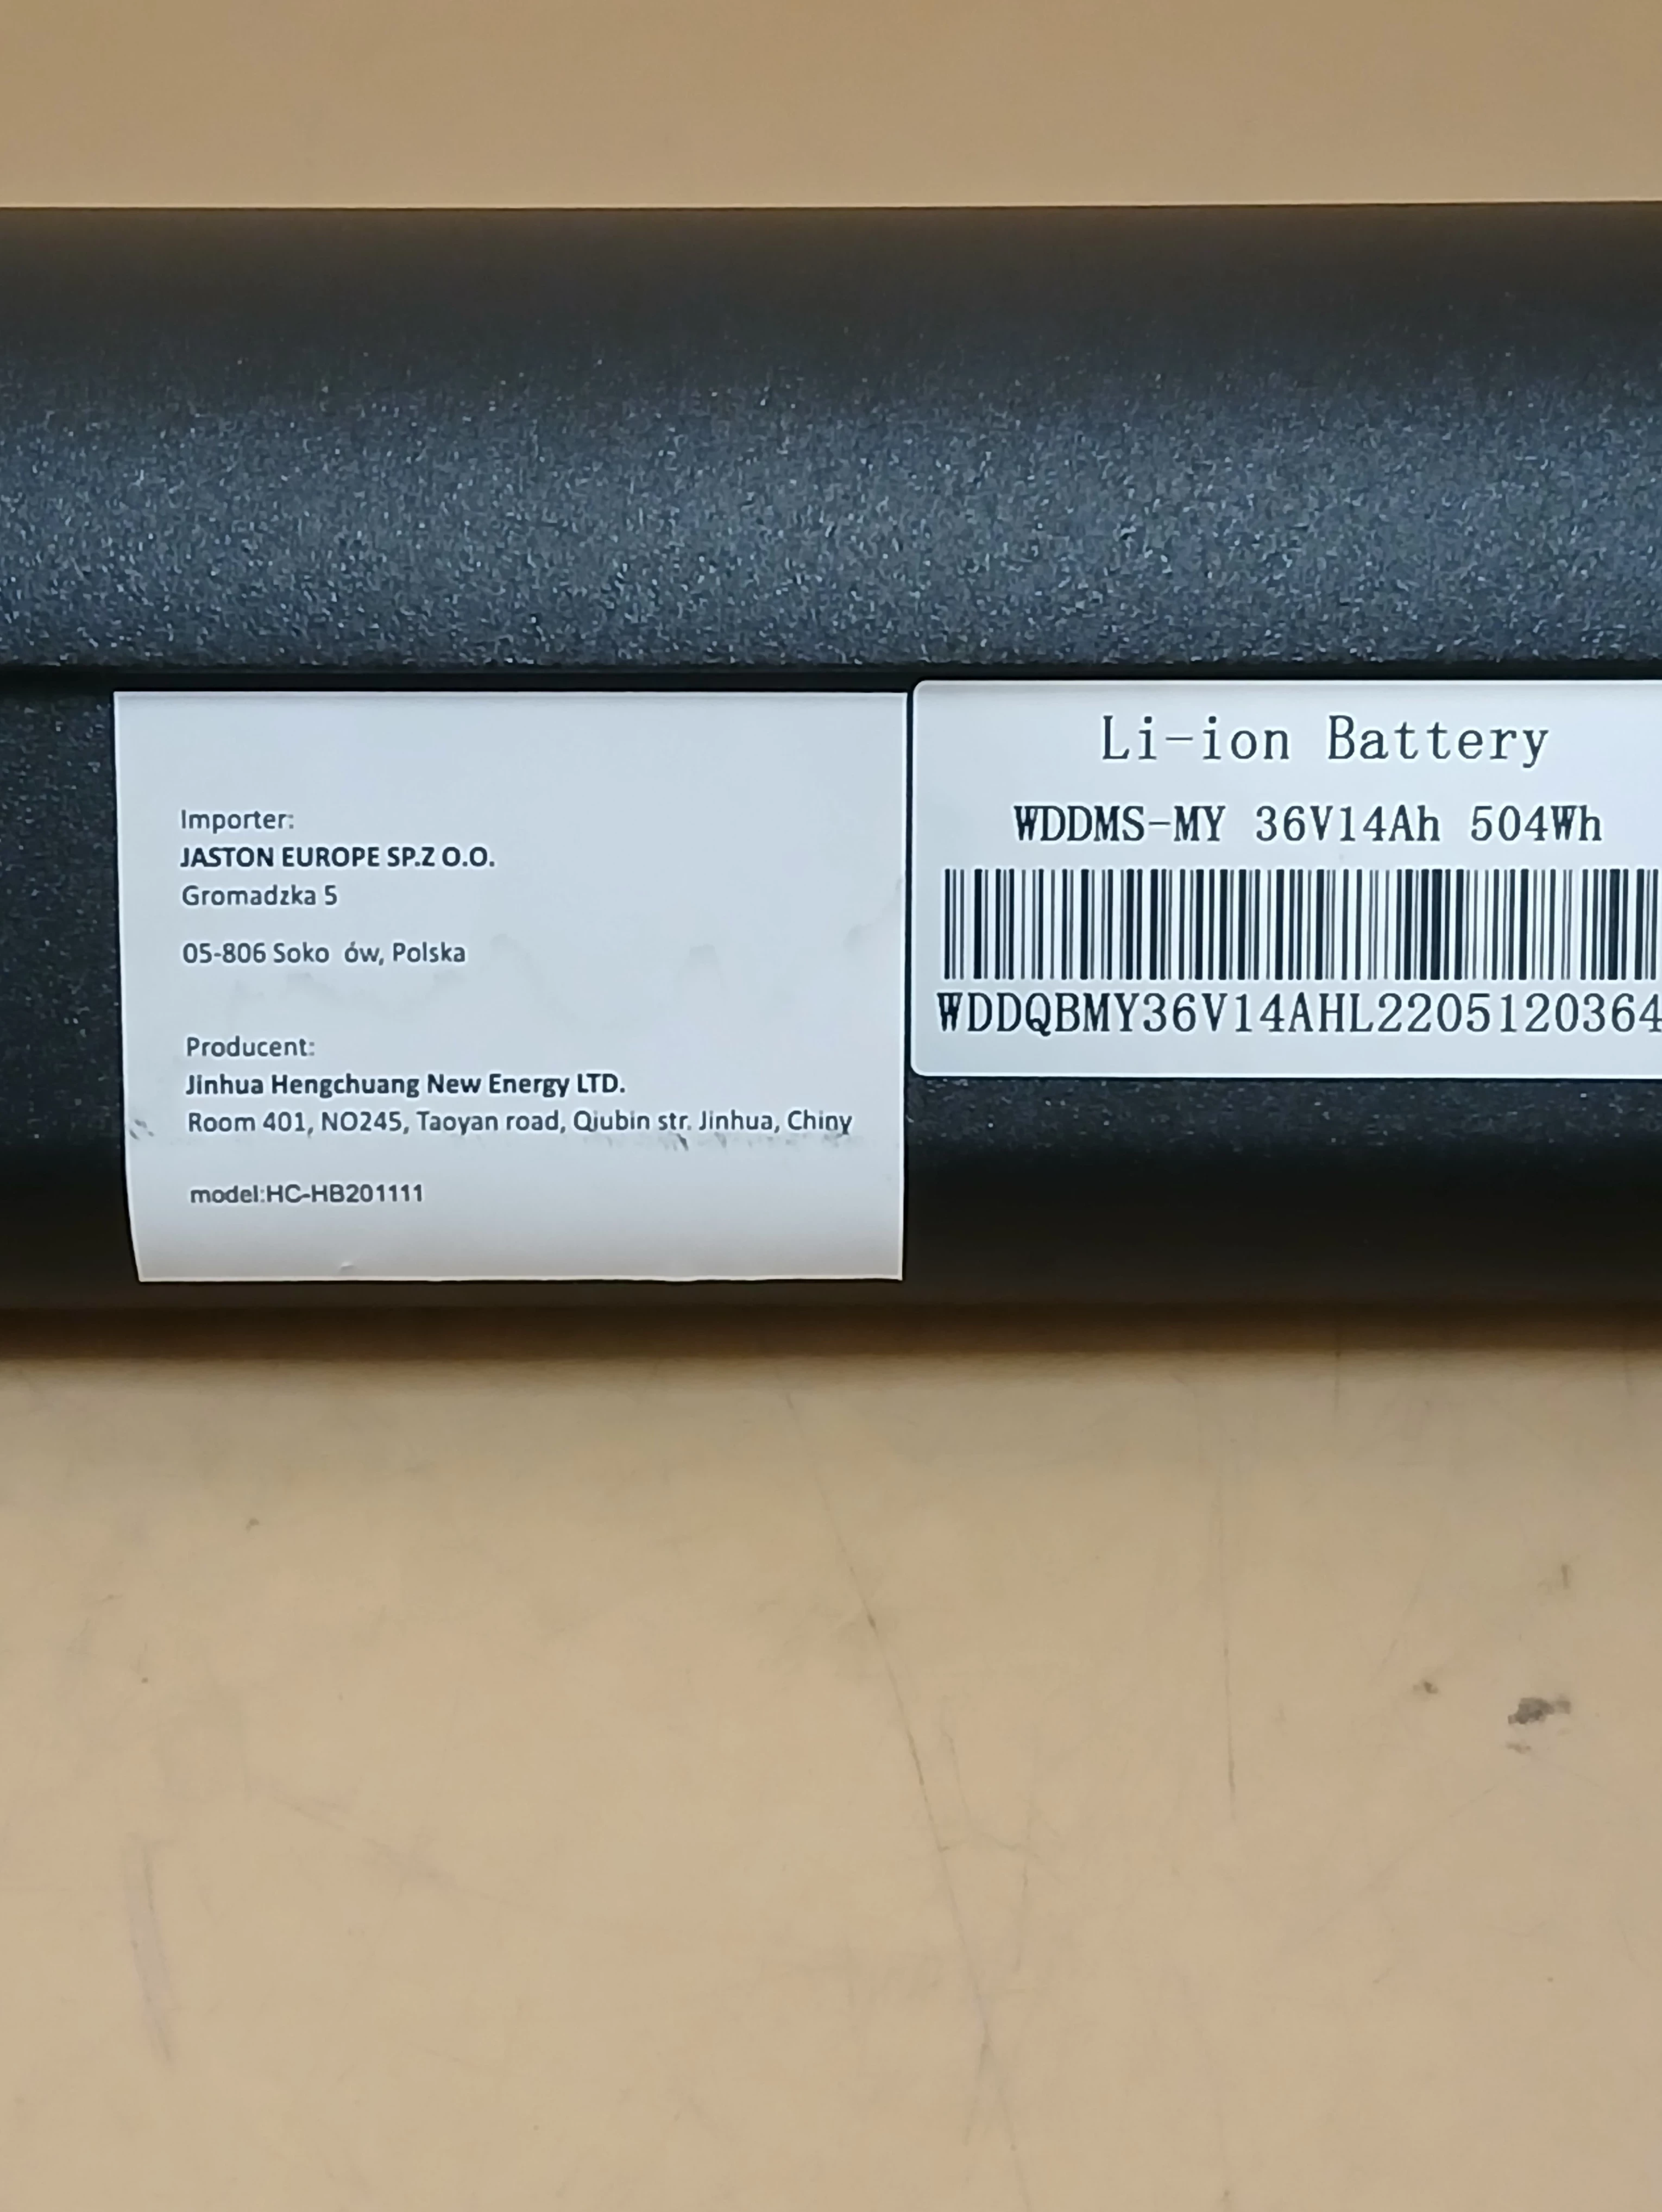 Importer:
JASTON EUROPE SP.Z O.O.
Gromadzka 5
05-806 Soko ów, Polska
Producent:
Jinhua Hengchuang New Energy LTD.
Room 401, NO245, Taoyan road, Qiubin str. Jinhua, Chiny
model:HC-HB201111
Li-ion Battery
WDDMS-MY 36V14Ah 504Wh
WDDQBMY36V14AHL2205120364